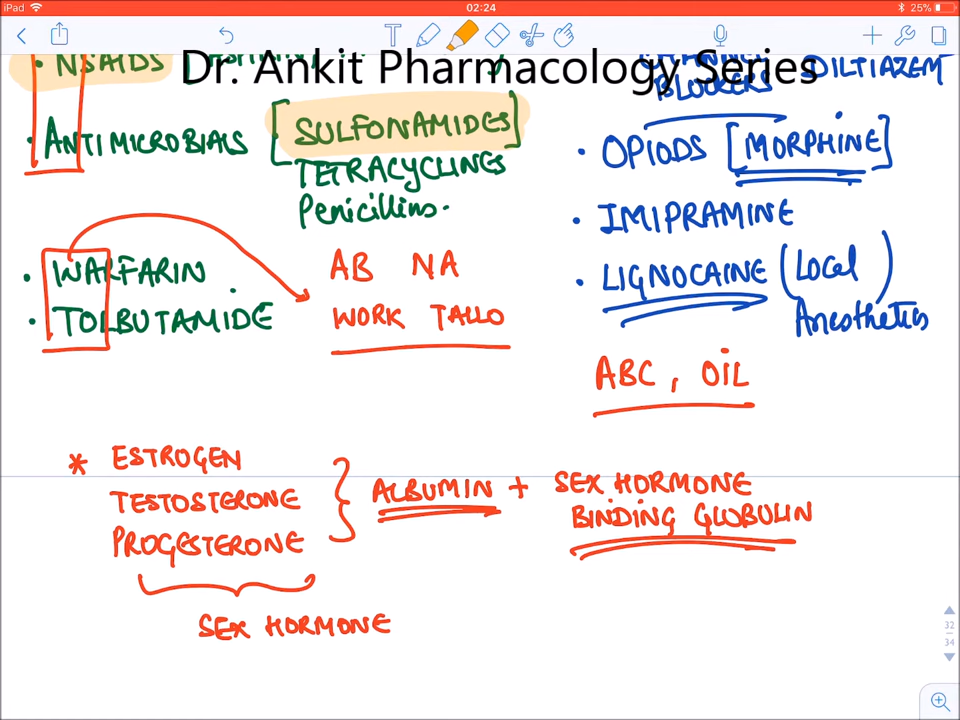 iPad 02:24 25%
Dr. Ankit Pharmacology Series
• NSAIDS
DILTIAZEM
BLOCKERS
• ANTIMICROBIALS [SULFONAMIDES]
TETRACYCLINGS
Penicillins.
• WARFARIN
• TOLBUTAMIDE
AB NA
WORK TALLO
• OPIODS [MORPHINE]
• IMIPRAMINE
• LIGNOCAINE (Local
Anesthetics)
ABC, OIL
* ESTROGEN
TESTOSTERONE
PROGESTERONE
} ALBUMIN + SEX HORMONE
BINDING GLOBULIN
SEX HORMONE
32
34